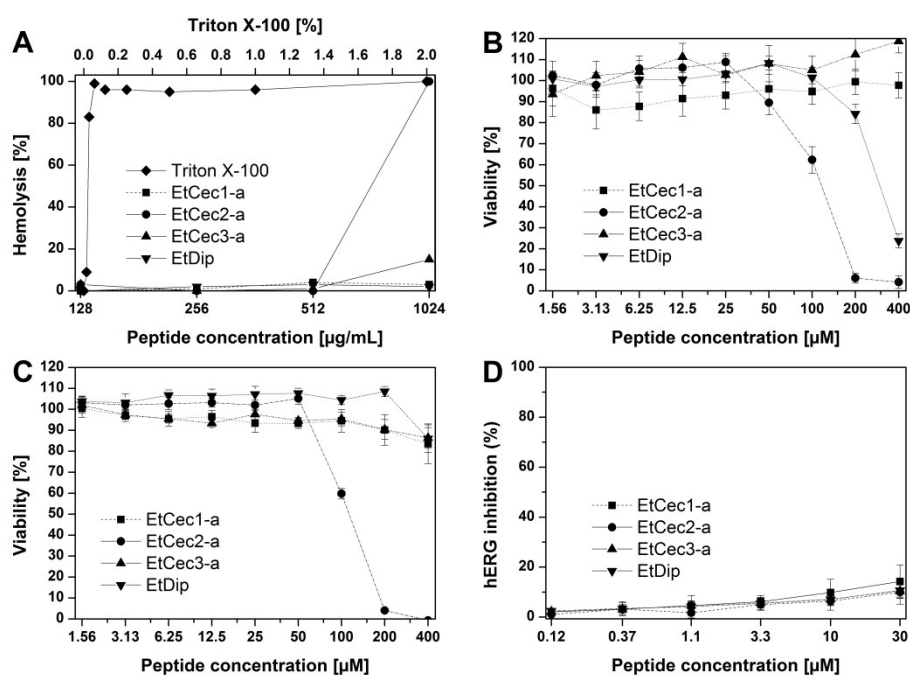 A
Triton X-100 [%]
0.0 0.2 0.4 0.6 0.8 1.0 1.2 1.4 1.6 1.8 2.0
Hemolysis [%]
100
80
60
40
20
0
Triton X-100
EtCec1-a
EtCec2-a
EtCec3-a
EtDip
128 256 512 1024
Peptide concentration [µg/mL]
B
Viability [%]
120
110
100
90
80
70
60
50
40
30
20
10
0
EtCec1-a
EtCec2-a
EtCec3-a
EtDip
1.56 3.13 6.25 12.5 25 50 100 200 400
Peptide concentration [µM]
C
Viability [%]
120
110
100
90
80
70
60
50
40
30
20
10
0
EtCec1-a
EtCec2-a
EtCec3-a
EtDip
1.56 3.13 6.25 12.5 25 50 100 200 400
Peptide concentration [µM]
D
hERG inhibition (%)
100
80
60
40
20
0
EtCec1-a
EtCec2-a
EtCec3-a
EtDip
0.12 0.37 1.1 3.3 10 30
Peptide concentration [µM]